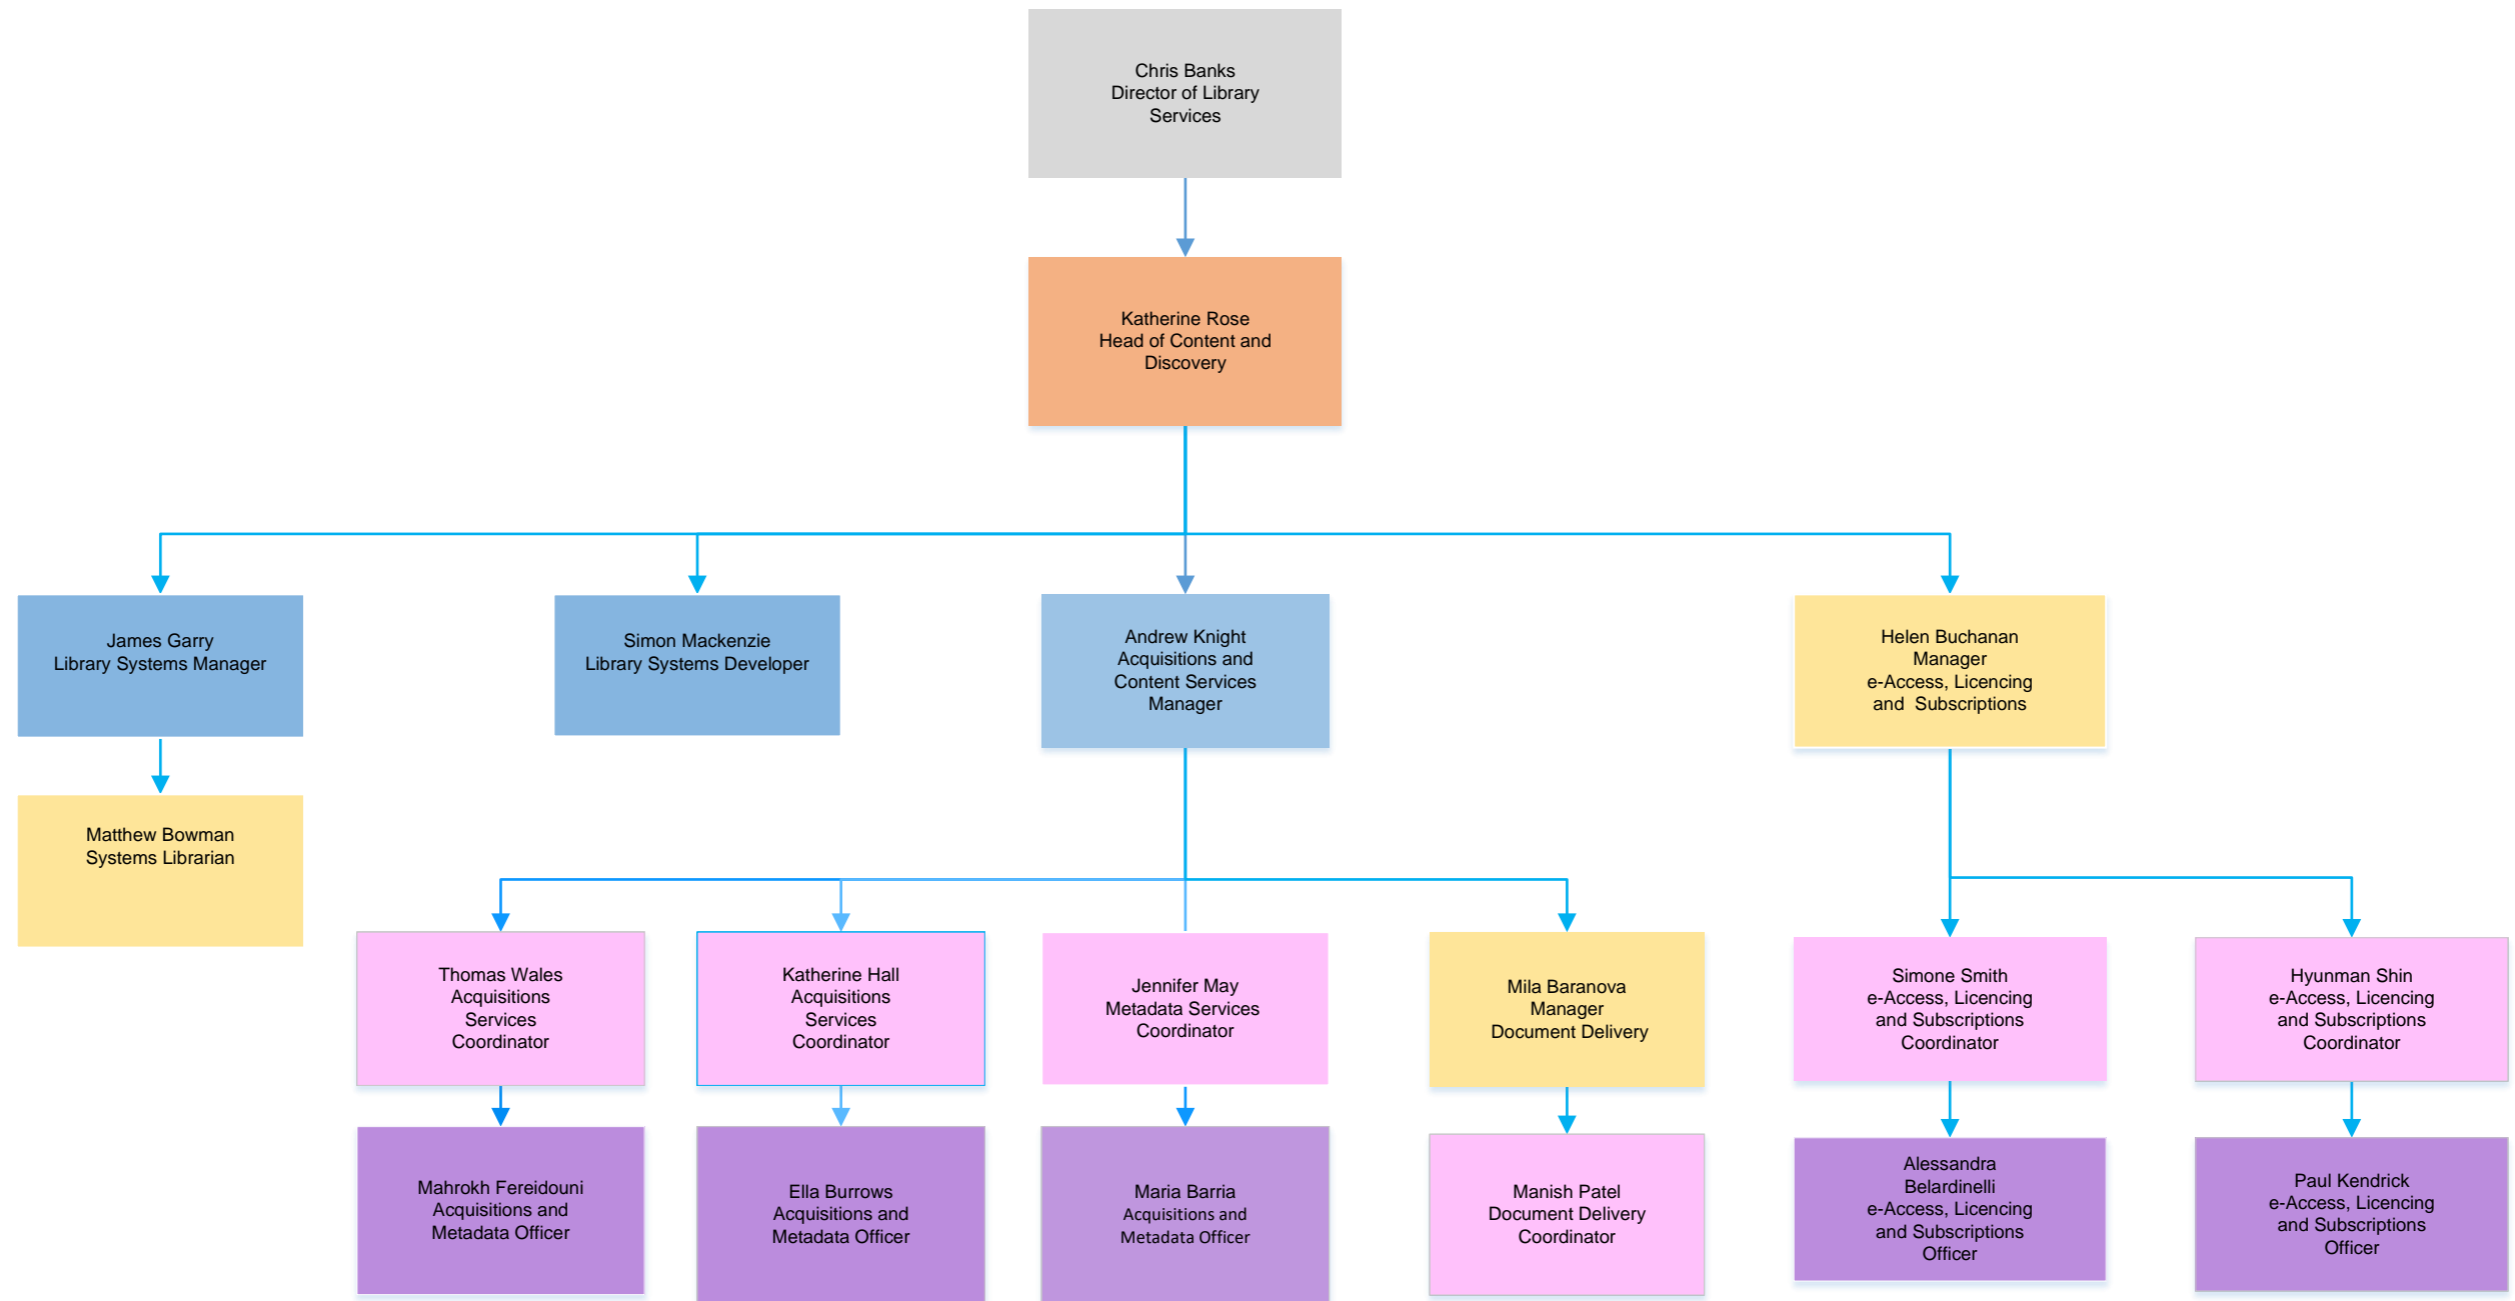 Chris Banks
Director of Library
Services
Katherine Rose
Head of Content and
Discovery
James Garry
Library Systems Manager
Simon Mackenzie
Library Systems Developer
Andrew Knight
Acquisitions and
Content Services
Manager
Helen Buchanan
Manager
e-Access, Licencing
and  Subscriptions
Matthew Bowman
Systems Librarian
Thomas Wales
Acquisitions
Services
Coordinator
Katherine Hall
Acquisitions
Services
Coordinator
Jennifer May
Metadata Services
Coordinator
Mila Baranova
Manager
Document Delivery
Simone Smith
e-Access, Licencing
and Subscriptions
Coordinator
Hyunman Shin
e-Access, Licencing
and Subscriptions
Coordinator
Mahrokh Fereidouni
Acquisitions and
Metadata Officer
Ella Burrows
Acquisitions and
Metadata Officer
Maria Barria
Acquisitions and
Metadata Officer
Manish Patel
Document Delivery
Coordinator
Alessandra
Belardinelli
e-Access, Licencing
and Subscriptions
Officer
Paul Kendrick
e-Access, Licencing
and Subscriptions
Officer